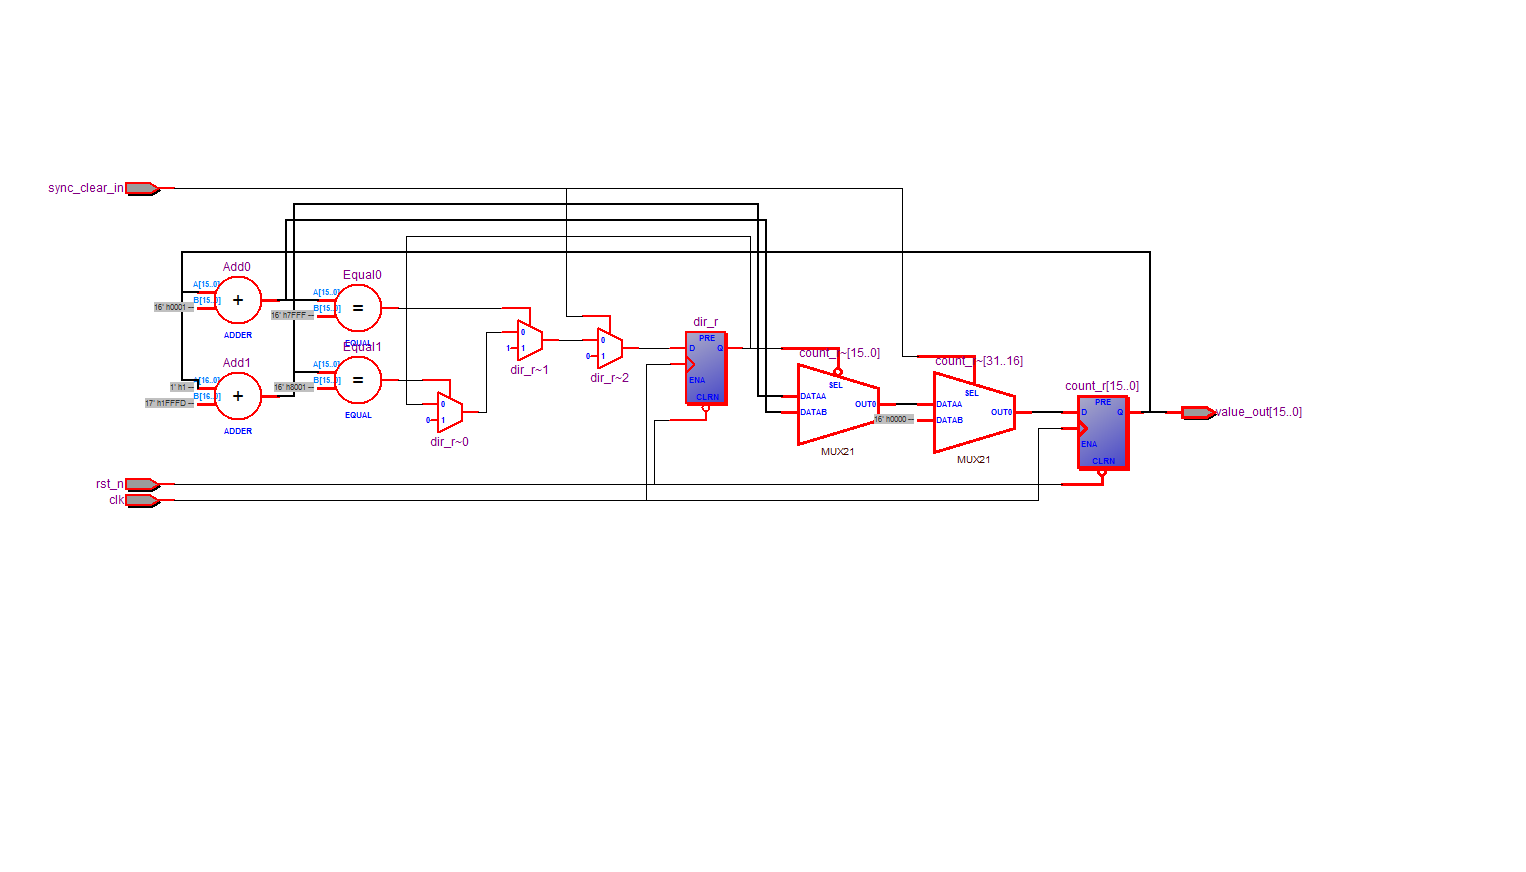 sync_clear_in
Add0
A[15..0]
B[15..0]
16' h0001 --
+
ADDER
Equal0
A[15..0]
B[15..0]
16' h7FFF --
=
EQUAL
Add1
A[16..0]
B[16..0]
1' h1 --
17' h1FFFD --
+
ADDER
Equal1
A[15..0]
B[15..0]
16' h8001 --
=
EQUAL
0
0
1
dir_r~0
0
1
1
dir_r~1
0
0
1
dir_r~2
dir_r
PRE
D
Q
ENA
CLRN
count_r~[15..0]
SEL
DATAA
DATAB
OUT0
MUX21
count_r~[31..16]
SEL
16' h0000 --
DATAA
DATAB
OUT0
MUX21
count_r[15..0]
PRE
D
Q
ENA
CLRN
value_out[15..0]
rst_n
clk